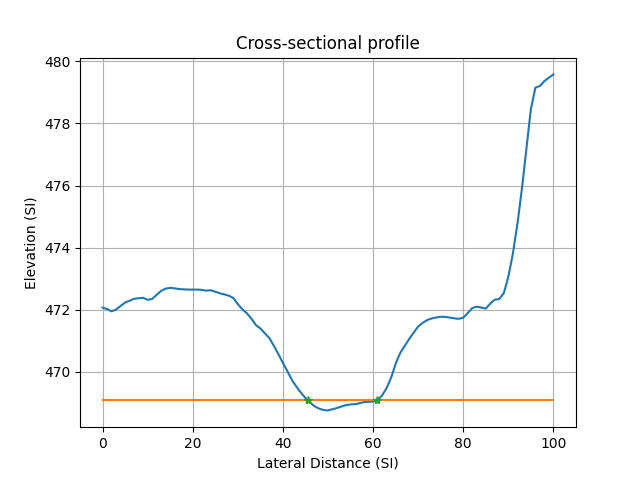 Cross-sectional profile
480
478
476
474
472
470
Elevation (SI)
0 20 40 60 80 100
Lateral Distance (SI)